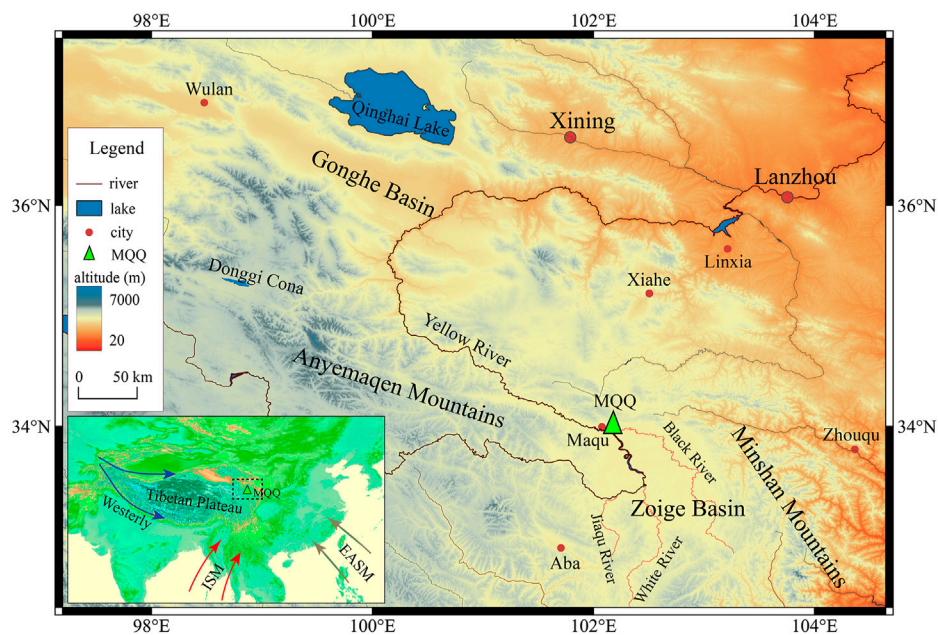 98°E
100°E
102°E
104°E
Wulan
Qinghai Lake
Xining
Legend
river
lake
city
MQQ
altitude (m)
7000
20
0
50 km
Gonghe Basin
Lanzhou
36°N
36°N
Linxia
Donggi Cona
Xiahe
Yellow River
Anyemaqen Mountains
MQQ
34°N
Maqu
Black River
Minshan Mountains
Zhouqu
34°N
Zoige Basin
Jiaqu River
White River
Aba
Tibetan Plateau
MQQ
Westerly
ISM
EASM
98°E
100°E
102°E
104°E